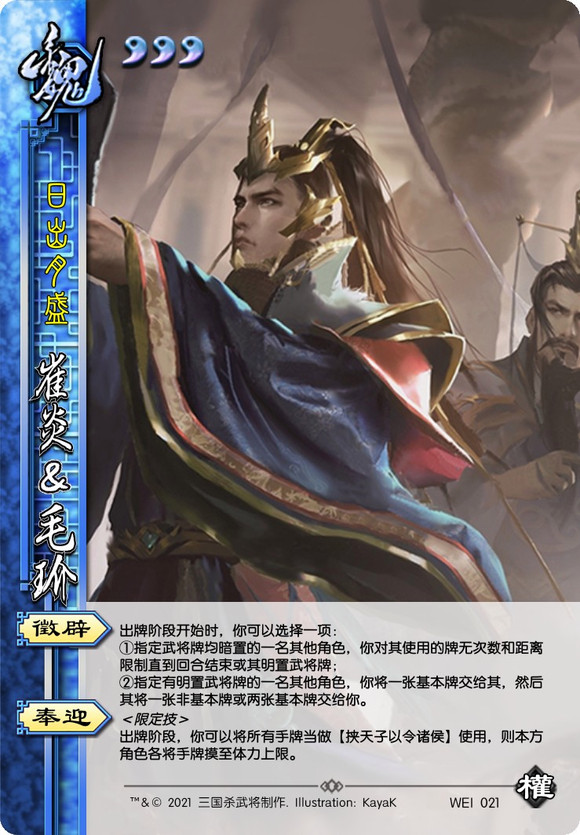 魏
日出月盛
崔炎&毛玠
徵辟
出牌阶段开始时，你可以选择一项：
①指定武将牌均暗置的一名其他角色，你对其使用的牌无次数和距离
限制直到回合结束或其明置武将牌；
②指定有明置武将牌的一名其他角色，你将一张基本牌交给其，然后
其将一张非基本牌或两张基本牌交给你。
奉迎
<限定技>
出牌阶段，你可以将所有手牌当做【挟天子以令诸侯】使用，则本方
角色各将手牌摸至体力上限。
™&© 2021 三国杀武将制作. Illustration: KayaK
WEI 021
權